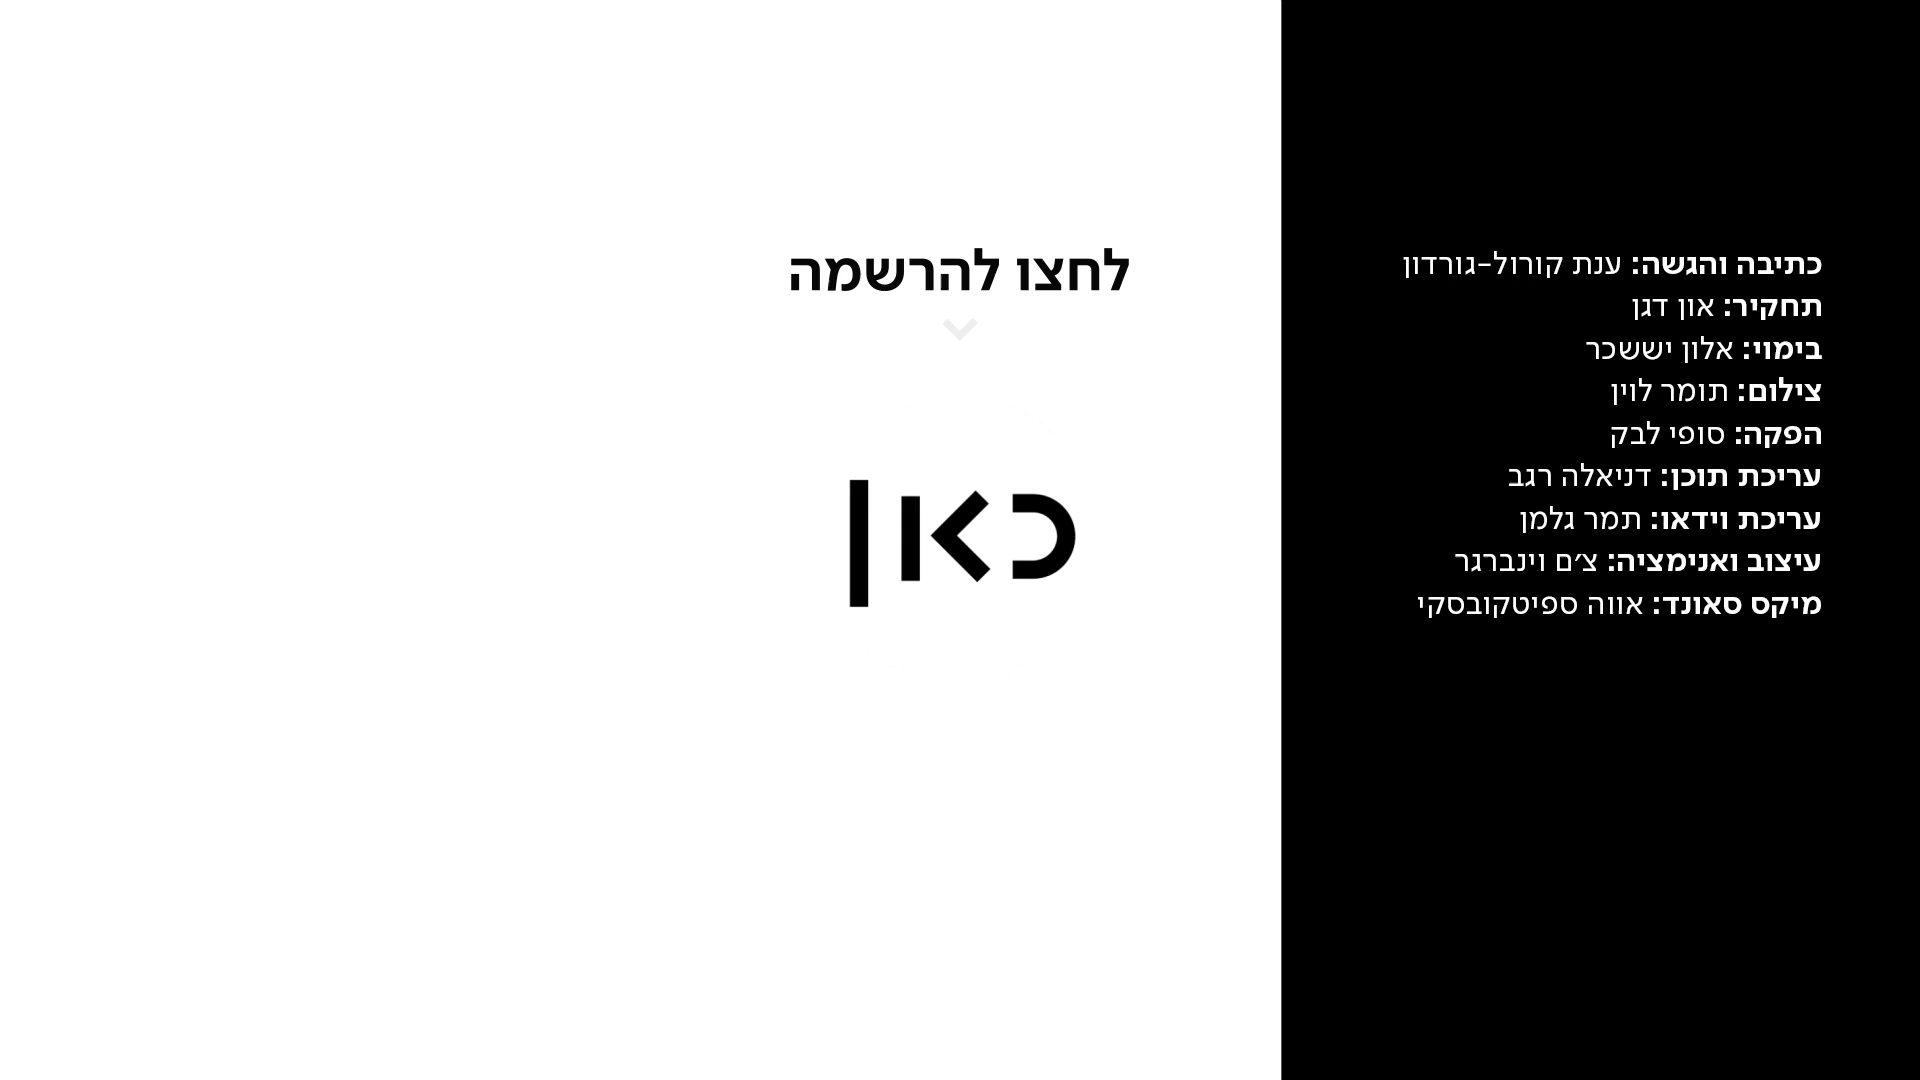 לחצו להרשמה
כאן
כתיבה והגשה: ענת קורול-גורדון
תחקיר: און דגן
בימוי: אלון יששכר
צילום: תומר לוין
הפקה: סופי לבק
עריכת תוכן: דניאלה רגב
עריכת וידאו: תמר גלמן
עיצוב ואנימציה: צ׳ם וינברגר
מיקס סאונד: אווה ספיטקובסקי